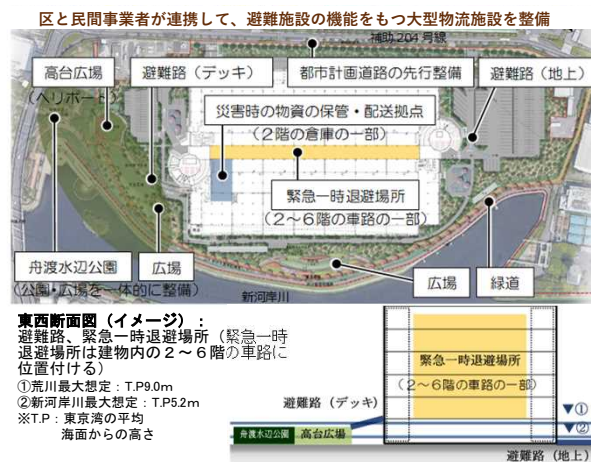 区と民間事業者が連携して、避難施設の機能をもつ大型物流施設を整備
補助204号線
高台広場
(ヘリポート)
避難路（デッキ）
都市計画道路の先行整備
避難路（地上）
災害時の物資の保管・配送拠点
（２階の倉庫の一部）
緊急一時退避場所
（２～６階の車路の一部）
舟渡水辺公園
(公園・広場を一体的に整備)
広場
新河岸川
広場
緑道
東西断面図（イメージ）：
避難路、緊急一時退避場所（緊急一時
退避場所は建物内の２～６階の車路に
位置付ける）
①荒川最大想定：T.P9.0m
②新河岸川最大想定：T.P5.2m
※T.P：東京湾の平均
海面からの高さ
緊急一時退避場所
（２～６階の車路の一部）
避難路（デッキ）
▼①
▼②
舟渡水辺公園
高台広場
避難路（地上）